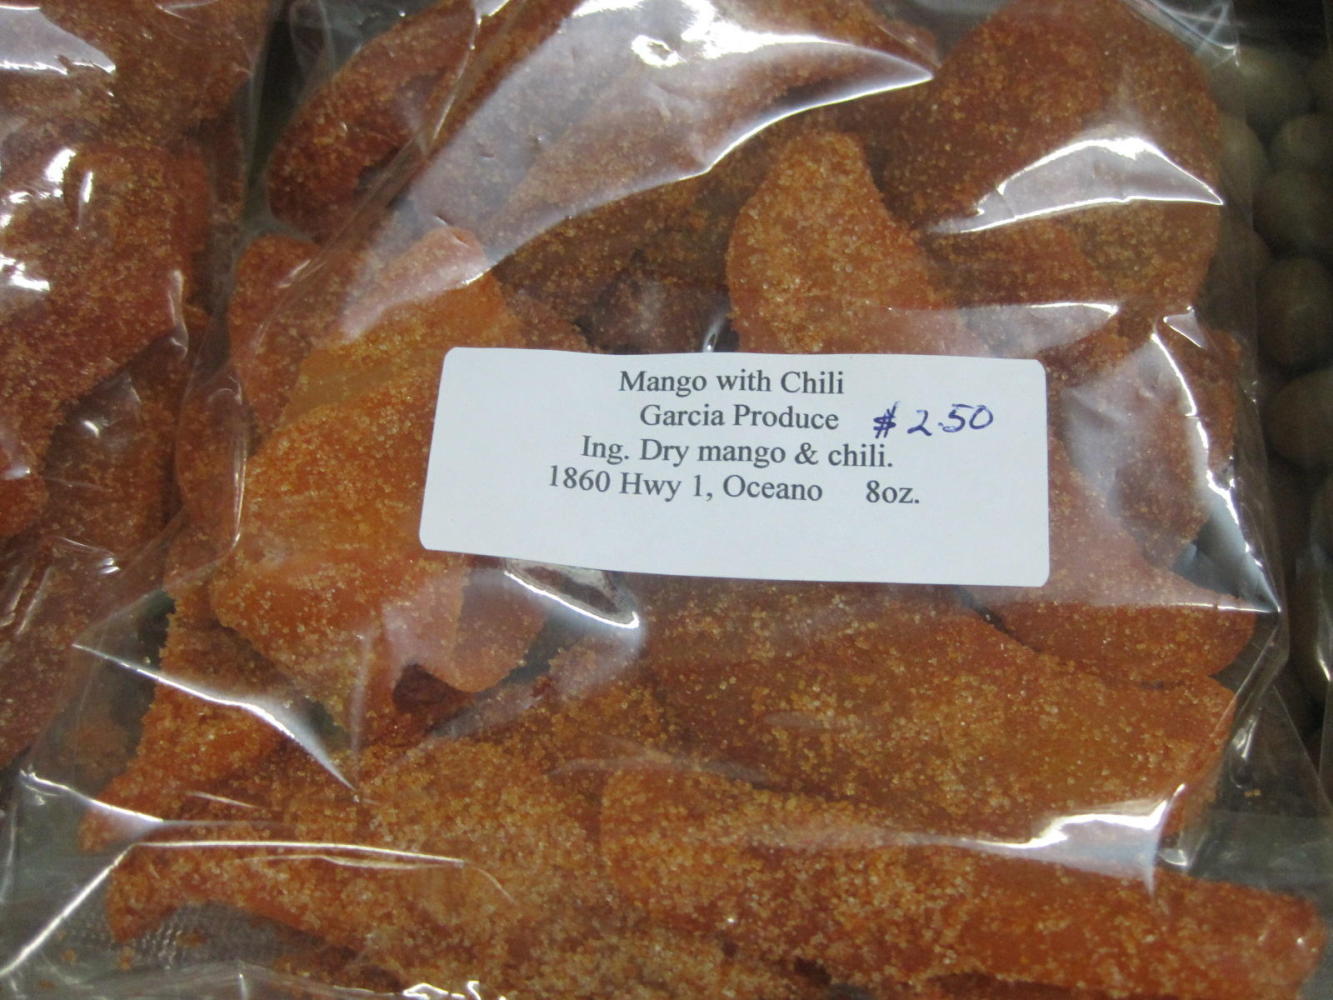 Mango with Chili
Garcia Produce $2.50
Ing. Dry mango & chili.
1860 Hwy 1, Oceano 8oz.